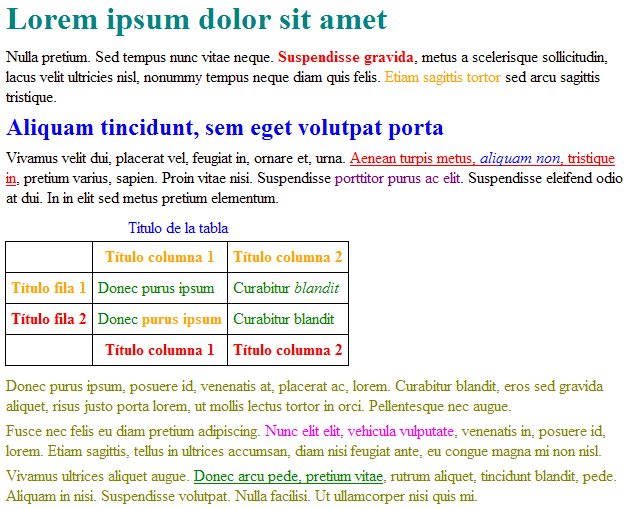 Lorem ipsum dolor sit amet
Nulla pretium. Sed tempus nunc vitae neque. Suspendisse gravida, metus a scelerisque sollicitudin,
lacus velit ultricies nisl, nonummy tempus neque diam quis felis. Etiam sagittis tortor sed arcu sagittis
tristique.
Aliquam tincidunt, sem eget volutpat porta
Vivamus velit dui, placerat vel, feugiat in, ornare et, urna. Aenean turpis metus, aliquam non, tristique
in, pretium varius, sapien. Proin vitae nisi. Suspendisse porttitor purus ac elit. Suspendisse eleifend odio
at dui. In in elit sed metus pretium elementum.
Título de la tabla
Título columna 1 Título columna 2
Título fila 1 Donec purus ipsum Curabitur blandit
Título fila 2 Donec purus ipsum Curabitur blandit
Título columna 1 Título columna 2
Donec purus ipsum, posuere id, venenatis at, placerat ac, lorem. Curabitur blandit, eros sed gravida
aliquet, risus justo porta lorem, ut mollis lectus tortor in orci. Pellentesque nec augue.
Fusce nec felis eu diam pretium adipiscing. Nunc elit elit, vehicula vulputate, venenatis in, posuere id,
lorem. Etiam sagittis, tellus in ultrices accumsan, diam nisi feugiat ante, eu congue magna mi non nisl.
Vivamus ultrices aliquet augue. Donec arcu pede, pretium vitae, rutrum aliquet, tincidunt blandit, pede.
Aliquam in nisi. Suspendisse volutpat. Nulla facilisi. Ut ullamcorper nisi quis mi.